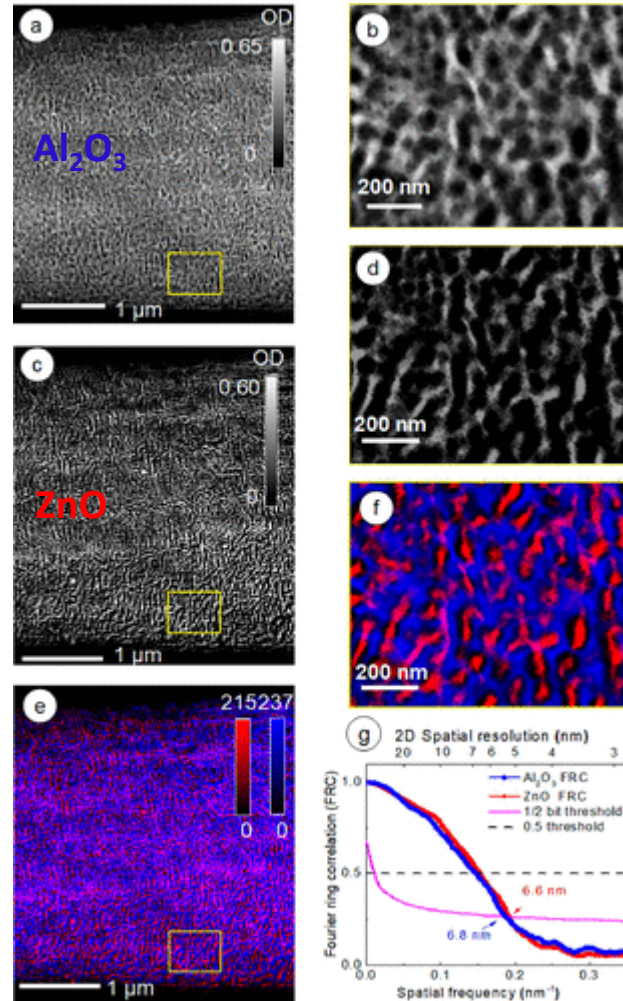 a
OD
0.65
0
Al₂O₃
1 µm
b
200 nm
c
OD
0.60
0
ZnO
1 µm
d
200 nm
e
215 237
0 0
1 µm
f
200 nm
g
2D Spatial resolution (nm)
20 10 7 6 5 4 3
Fourier ring correlation (FRC)
1.0
0.5
0.0
Al₂O₃ FRC
ZnO FRC
1/2 bit threshold
0.5 threshold
6.6 nm
6.8 nm
0.0 0.1 0.2 0.3
Spatial frequency (nm⁻¹)